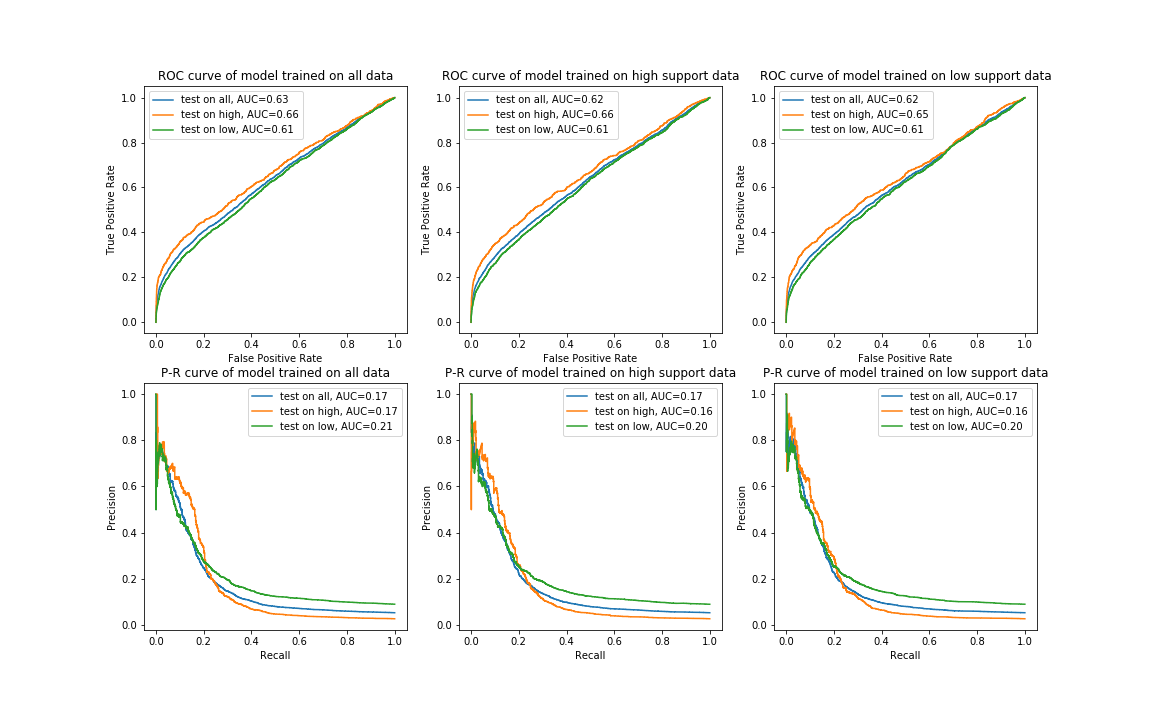 ROC curve of model trained on all data
test on all, AUC=0.63
test on high, AUC=0.66
test on low, AUC=0.61
1.0
0.8
0.6
0.4
0.2
0.0
True Positive Rate
0.0 0.2 0.4 0.6 0.8 1.0
False Positive Rate
ROC curve of model trained on high support data
test on all, AUC=0.62
test on high, AUC=0.66
test on low, AUC=0.61
1.0
0.8
0.6
0.4
0.2
0.0
True Positive Rate
0.0 0.2 0.4 0.6 0.8 1.0
False Positive Rate
ROC curve of model trained on low support data
test on all, AUC=0.62
test on high, AUC=0.65
test on low, AUC=0.61
1.0
0.8
0.6
0.4
0.2
0.0
True Positive Rate
0.0 0.2 0.4 0.6 0.8 1.0
False Positive Rate
P-R curve of model trained on all data
test on all, AUC=0.17
test on high, AUC=0.17
test on low, AUC=0.21
1.0
0.8
0.6
0.4
0.2
0.0
Precision
0.0 0.2 0.4 0.6 0.8 1.0
Recall
P-R curve of model trained on high support data
test on all, AUC=0.17
test on high, AUC=0.16
test on low, AUC=0.20
1.0
0.8
0.6
0.4
0.2
0.0
Precision
0.0 0.2 0.4 0.6 0.8 1.0
Recall
P-R curve of model trained on low support data
test on all, AUC=0.17
test on high, AUC=0.16
test on low, AUC=0.20
1.0
0.8
0.6
0.4
0.2
0.0
Precision
0.0 0.2 0.4 0.6 0.8 1.0
Recall